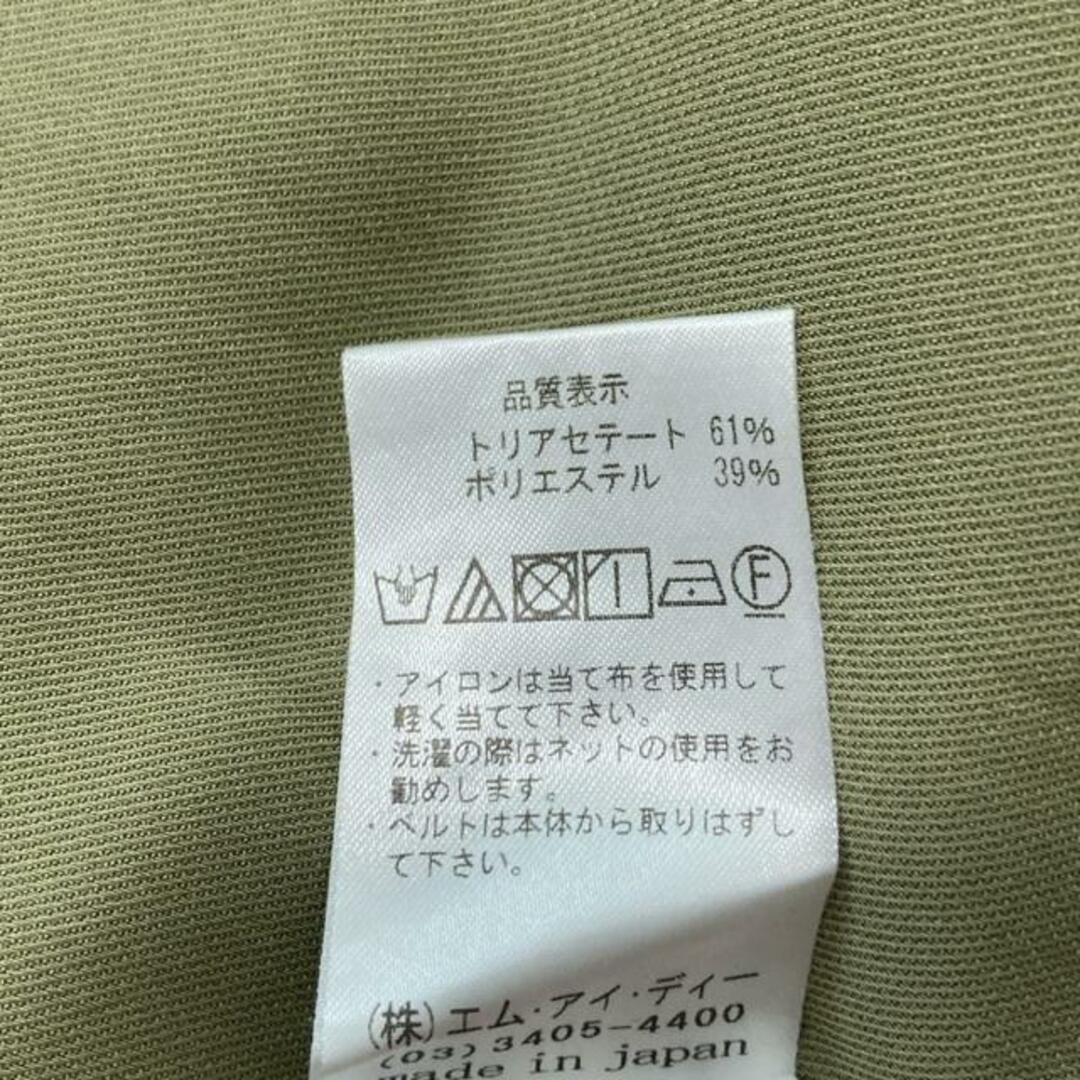 品質表示
トリアセテート 61%
ポリエステル 39%
F
・アイロンは当て布を使用して
軽く当てて下さい。
・洗濯の際はネットの使用をお
勧めします。
・ベルトは本体から取りはずし
て下さい。
(株)エム・アイ・ディー
(03)3405-4400
made in japan